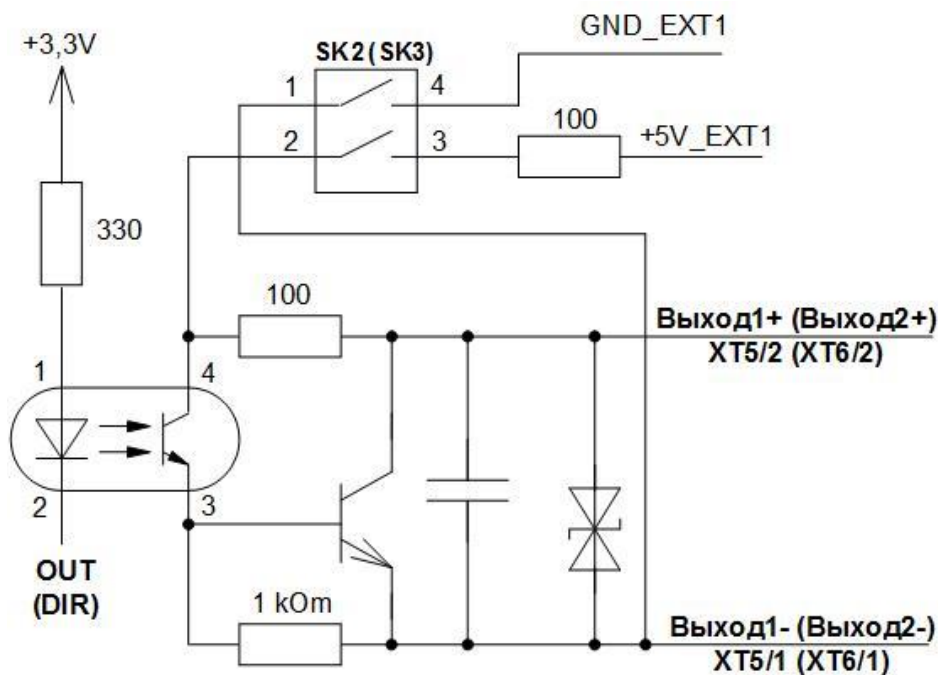 GND_EXT1
+3,3V
SK2 (SK3)
1
4
100
+5V_EXT1
2
3
330
100
Выход1+ (Выход2+)
XT5/2 (XT6/2)
1
4
2
3
OUT
(DIR)
1 kOm
Выход1- (Выход2-)
XT5/1 (XT6/1)